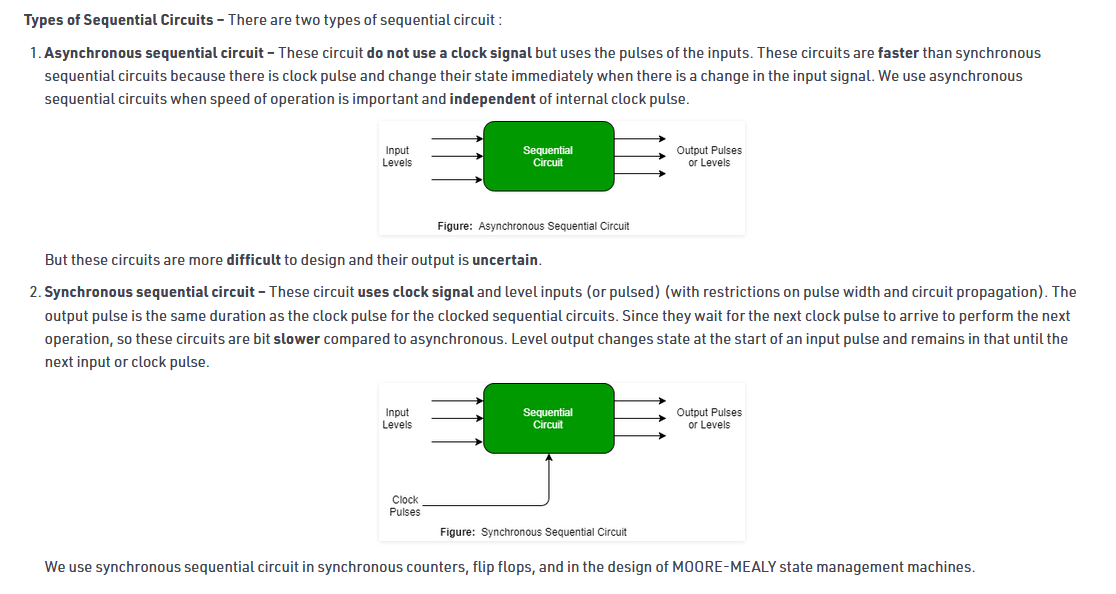 Types of Sequential Circuits – There are two types of sequential circuit :
1. Asynchronous sequential circuit – These circuit do not use a clock signal but uses the pulses of the inputs. These circuits are faster than synchronous
sequential circuits because there is clock pulse and change their state immediately when there is a change in the input signal. We use asynchronous
sequential circuits when speed of operation is important and independent of internal clock pulse.
Input
Levels
Sequential
Circuit
Output Pulses
or Levels
Figure: Asynchronous Sequential Circuit
But these circuits are more difficult to design and their output is uncertain.
2. Synchronous sequential circuit – These circuit uses clock signal and level inputs (or pulsed) (with restrictions on pulse width and circuit propagation). The
output pulse is the same duration as the clock pulse for the clocked sequential circuits. Since they wait for the next clock pulse to arrive to perform the next
operation, so these circuits are bit slower compared to asynchronous. Level output changes state at the start of an input pulse and remains in that until the
next input or clock pulse.
Input
Levels
Sequential
Circuit
Output Pulses
or Levels
Clock
Pulses
Figure: Synchronous Sequential Circuit
We use synchronous sequential circuit in synchronous counters, flip flops, and in the design of MOORE-MEALY state management machines.